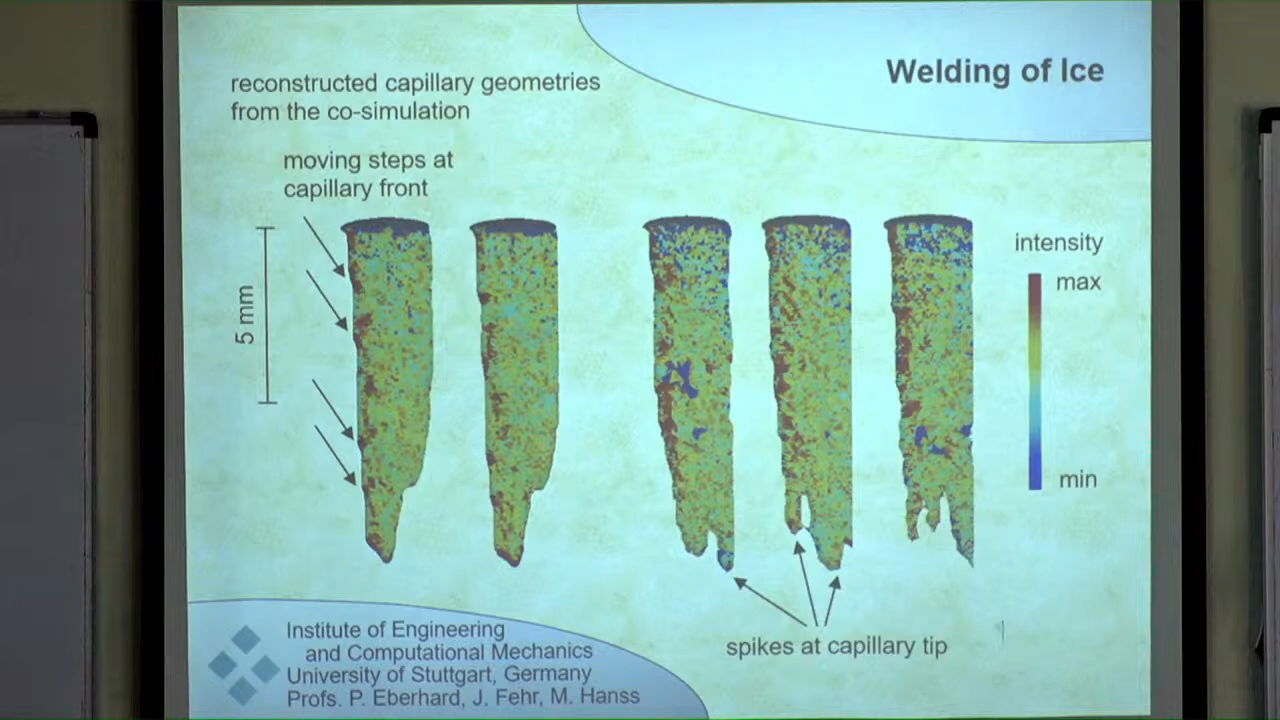 Welding of Ice
reconstructed capillary geometries
from the co-simulation
moving steps at
capillary front
5 mm
intensity
max
min
spikes at capillary tip
Institute of Engineering
and Computational Mechanics
University of Stuttgart, Germany
Profs. P. Eberhard, J. Fehr, M. Hanss